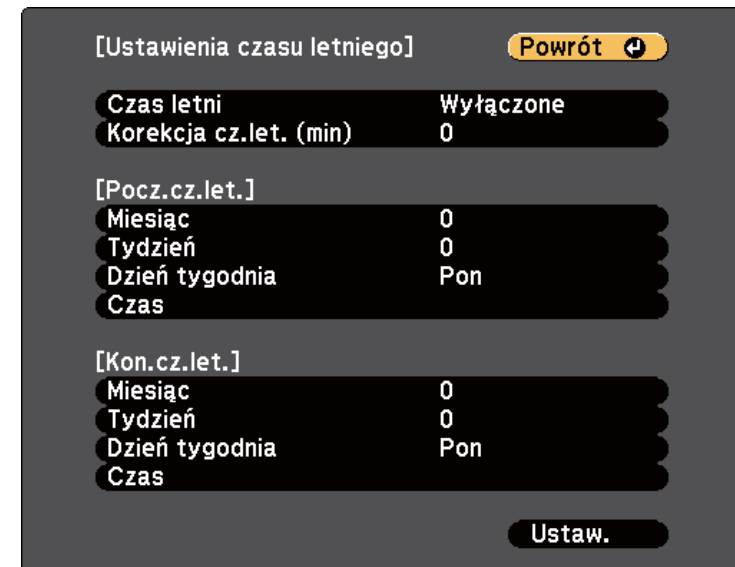 [Ustawienia czasu letniego] Powrót
Czas letni Wyłączone
Korekcja cz.let. (min) 0
[Pocz.cz.let.]
Miesiąc 0
Tydzień 0
Dzień tygodnia Pon
Czas
[Kon.cz.let.]
Miesiąc 0
Tydzień 0
Dzień tygodnia Pon
Czas
Ustaw.